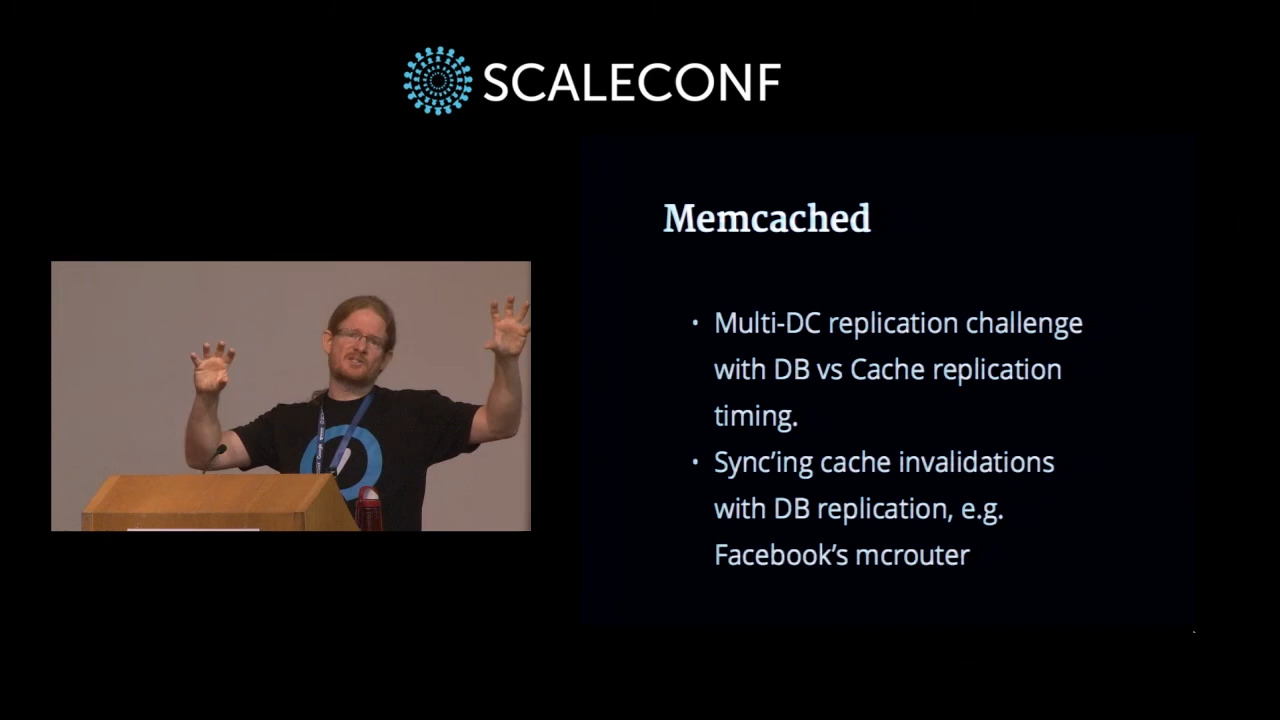 SCALECONF
Memcached
• Multi-DC replication challenge
with DB vs Cache replication
timing.
• Sync’ing cache invalidations
with DB replication, e.g.
Facebook’s mcrouter